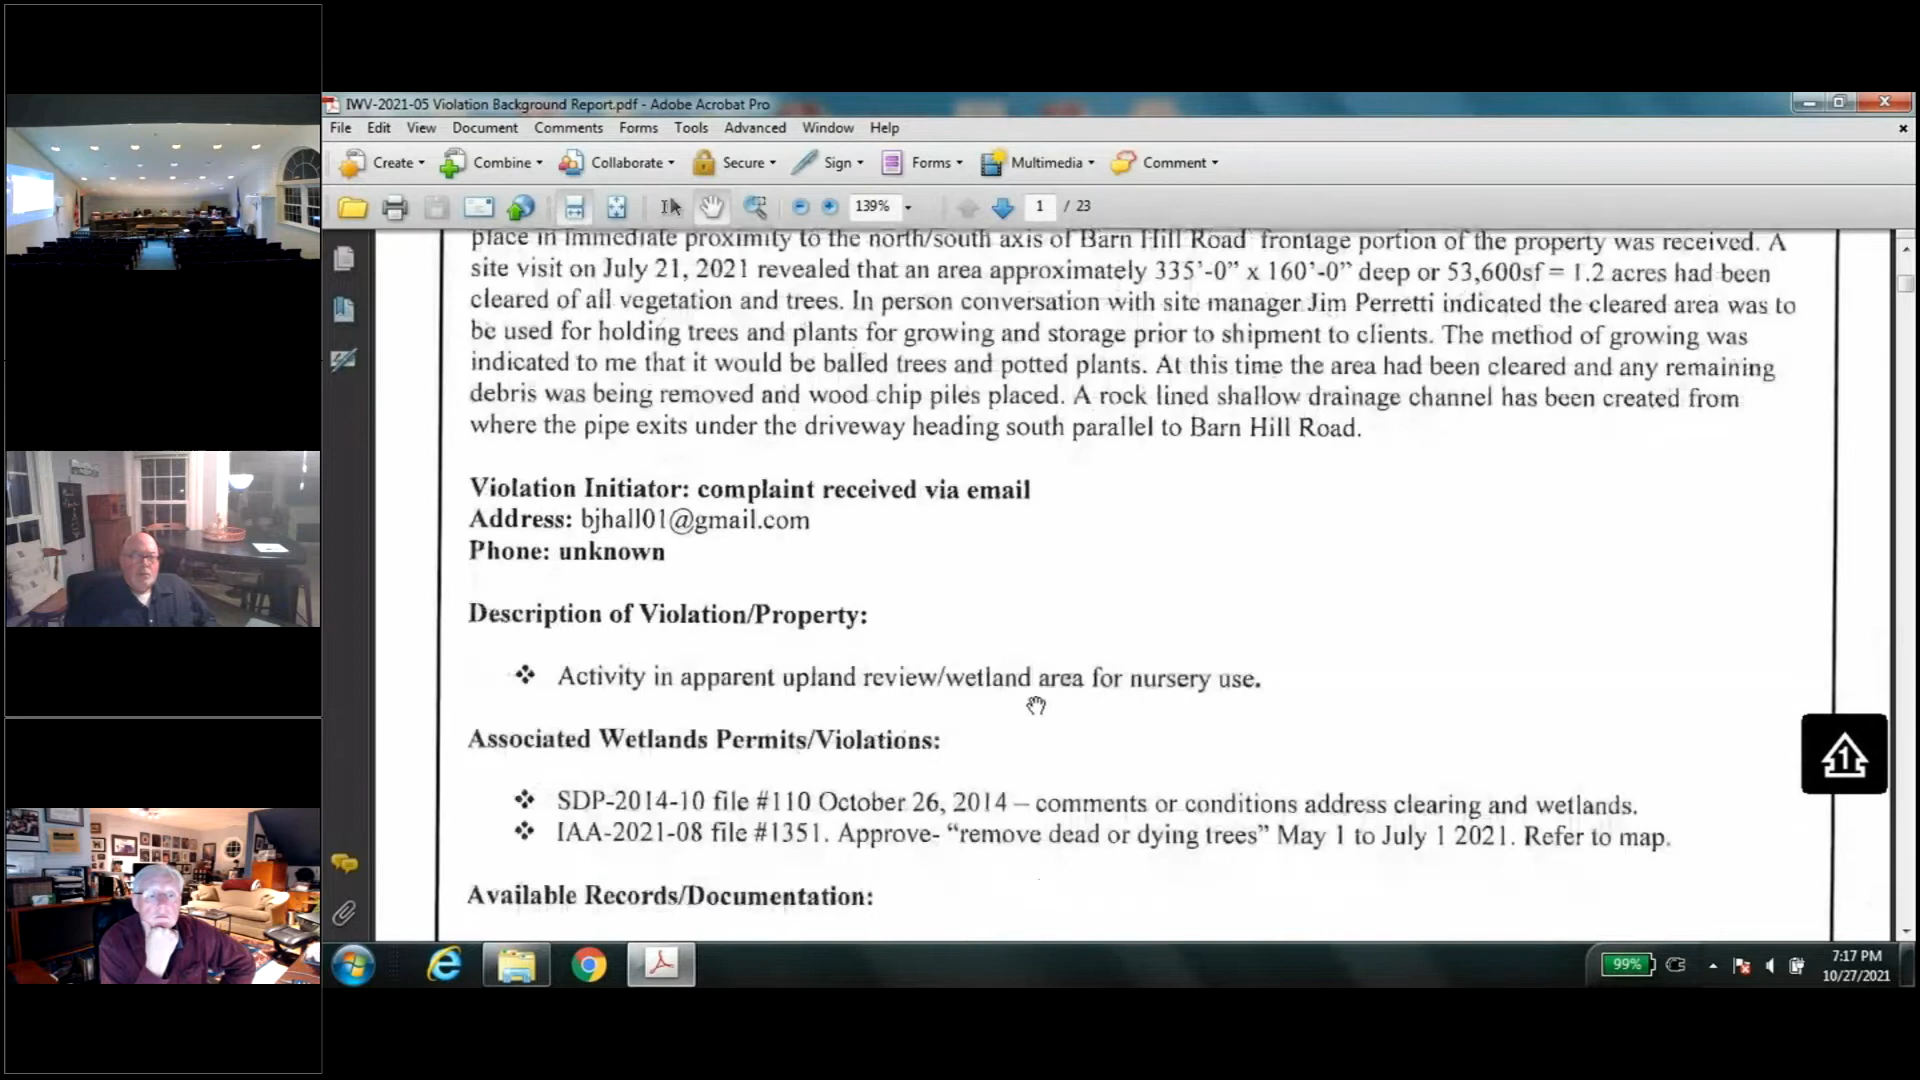 IWV-2021-05 Violation Background Report.pdf - Adobe Acrobat Pro
File Edit View Document Comments Forms Tools Advanced Window Help
Create Combine Collaborate Secure Sign Forms Multimedia Comment
139% 1 / 23
place in immediate proximity to the north/south axis of Barn Hill Road frontage portion of the property was received. A
site visit on July 21, 2021 revealed that an area approximately 335'-0" x 160'-0" deep or 53,600sf = 1.2 acres had been
cleared of all vegetation and trees. In person conversation with site manager Jim Perretti indicated the cleared area was to
be used for holding trees and plants for growing and storage prior to shipment to clients. The method of growing was
indicated to me that it would be balled trees and potted plants. At this time the area had been cleared and any remaining
debris was being removed and wood chip piles placed. A rock lined shallow drainage channel has been created from
where the pipe exits under the driveway heading south parallel to Barn Hill Road.
Violation Initiator: complaint received via email
Address: bjhall01@gmail.com
Phone: unknown
Description of Violation/Property:
❖ Activity in apparent upland review/wetland area for nursery use.
Associated Wetlands Permits/Violations:
❖ SDP-2014-10 file #110 October 26, 2014 – comments or conditions address clearing and wetlands.
❖ IAA-2021-08 file #1351. Approve- “remove dead or dying trees” May 1 to July 1 2021. Refer to map.
Available Records/Documentation:
1
99% 7:17 PM
10/27/2021